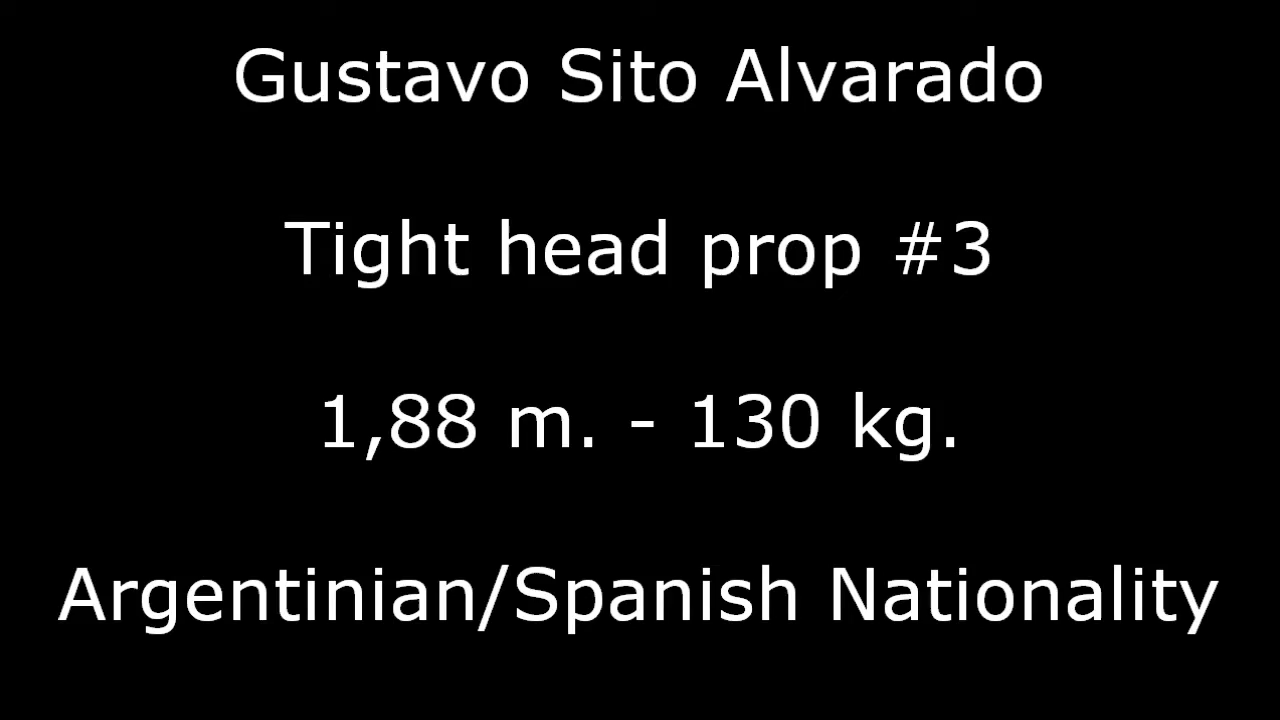 Gustavo Sito Alvarado
Tight head prop #3
1,88 m. - 130 kg.
Argentinian/Spanish Nationality